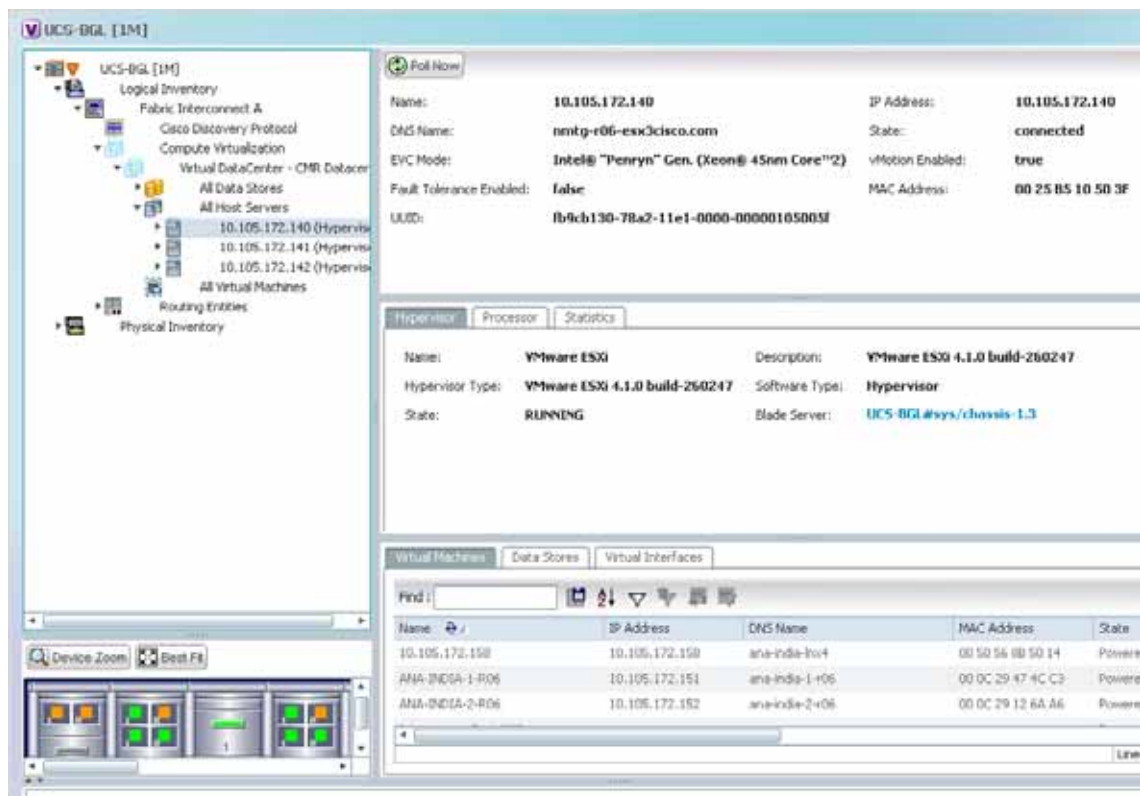 UCS-BGL [1M]
UCS-BGL [1M]
Logical Inventory
Fabric Interconnect A
Cisco Discovery Protocol
Compute Virtualization
Virtual DataCenter - CMR Datacer
All Data Stores
All Host Servers
10.105.172.140 (Hypervis
10.105.172.141 (Hypervis
10.105.172.142 (Hypervis
All Virtual Machines
Routing Entities
Physical Inventory
Device Zoom Best Fit
1
Poll Now
Name: 10.105.172.140 IP Address: 10.105.172.140
DNS Name: nmtg-r06-esx3cisco.com State: connected
EVC Mode: Intel® "Penryn" Gen. (Xeon® 45nm Core™2) vMotion Enabled: true
Fault Tolerance Enabled: false MAC Address: 00 25 B5 10 50 3F
UUID: fb9cb130-78a2-11e1-0000-00000105005f
Hypervisor Processor Statistics
Name: VMware ESXi Description: VMware ESXi 4.1.0 build-260247
Hypervisor Type: VMware ESXi 4.1.0 build-260247 Software Type: Hypervisor
State: RUNNING Blade Server: UCS-BGL#sys/chassis-1.3
Virtual Machines Data Stores Virtual Interfaces
Find :
Name IP Address DNS Name MAC Address State
10.105.172.150 10.105.172.150 ana-india-lnx4 00 50 56 8B 50 14 Powere
ANA-INDIA-1-R06 10.105.172.151 ana-india-1-r06 00 0C 29 47 4C C3 Powere
ANA-INDIA-2-R06 10.105.172.152 ana-india-2-r06 00 0C 29 12 6A A6 Powere
Line